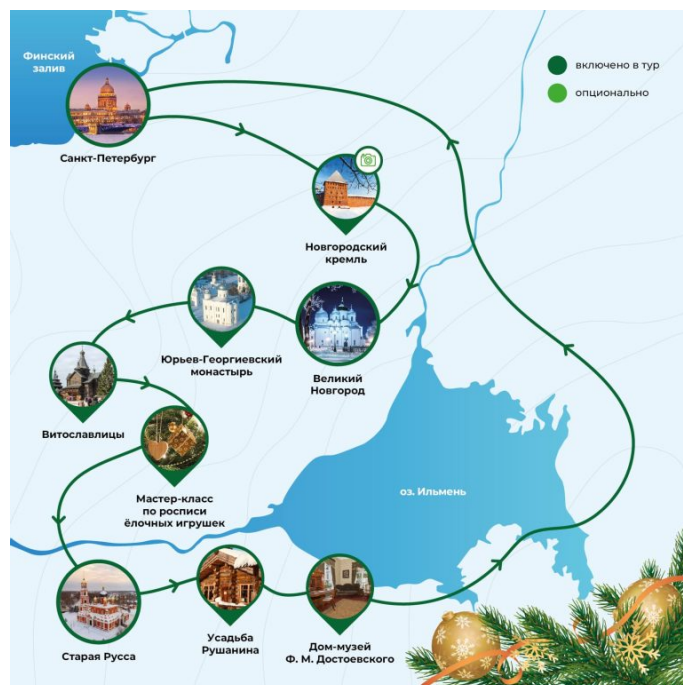 Финский
залив
включено в тур
опционально
Санкт-Петербург
Новгородский
кремль
Юрьев-Георгиевский
монастырь
Великий
Новгород
Витославлицы
Мастер-класс
по росписи
ёлочных игрушек
оз. Ильмень
Старая Русса
Усадьба
Рушанина
Дом-музей
Ф. М. Достоевского